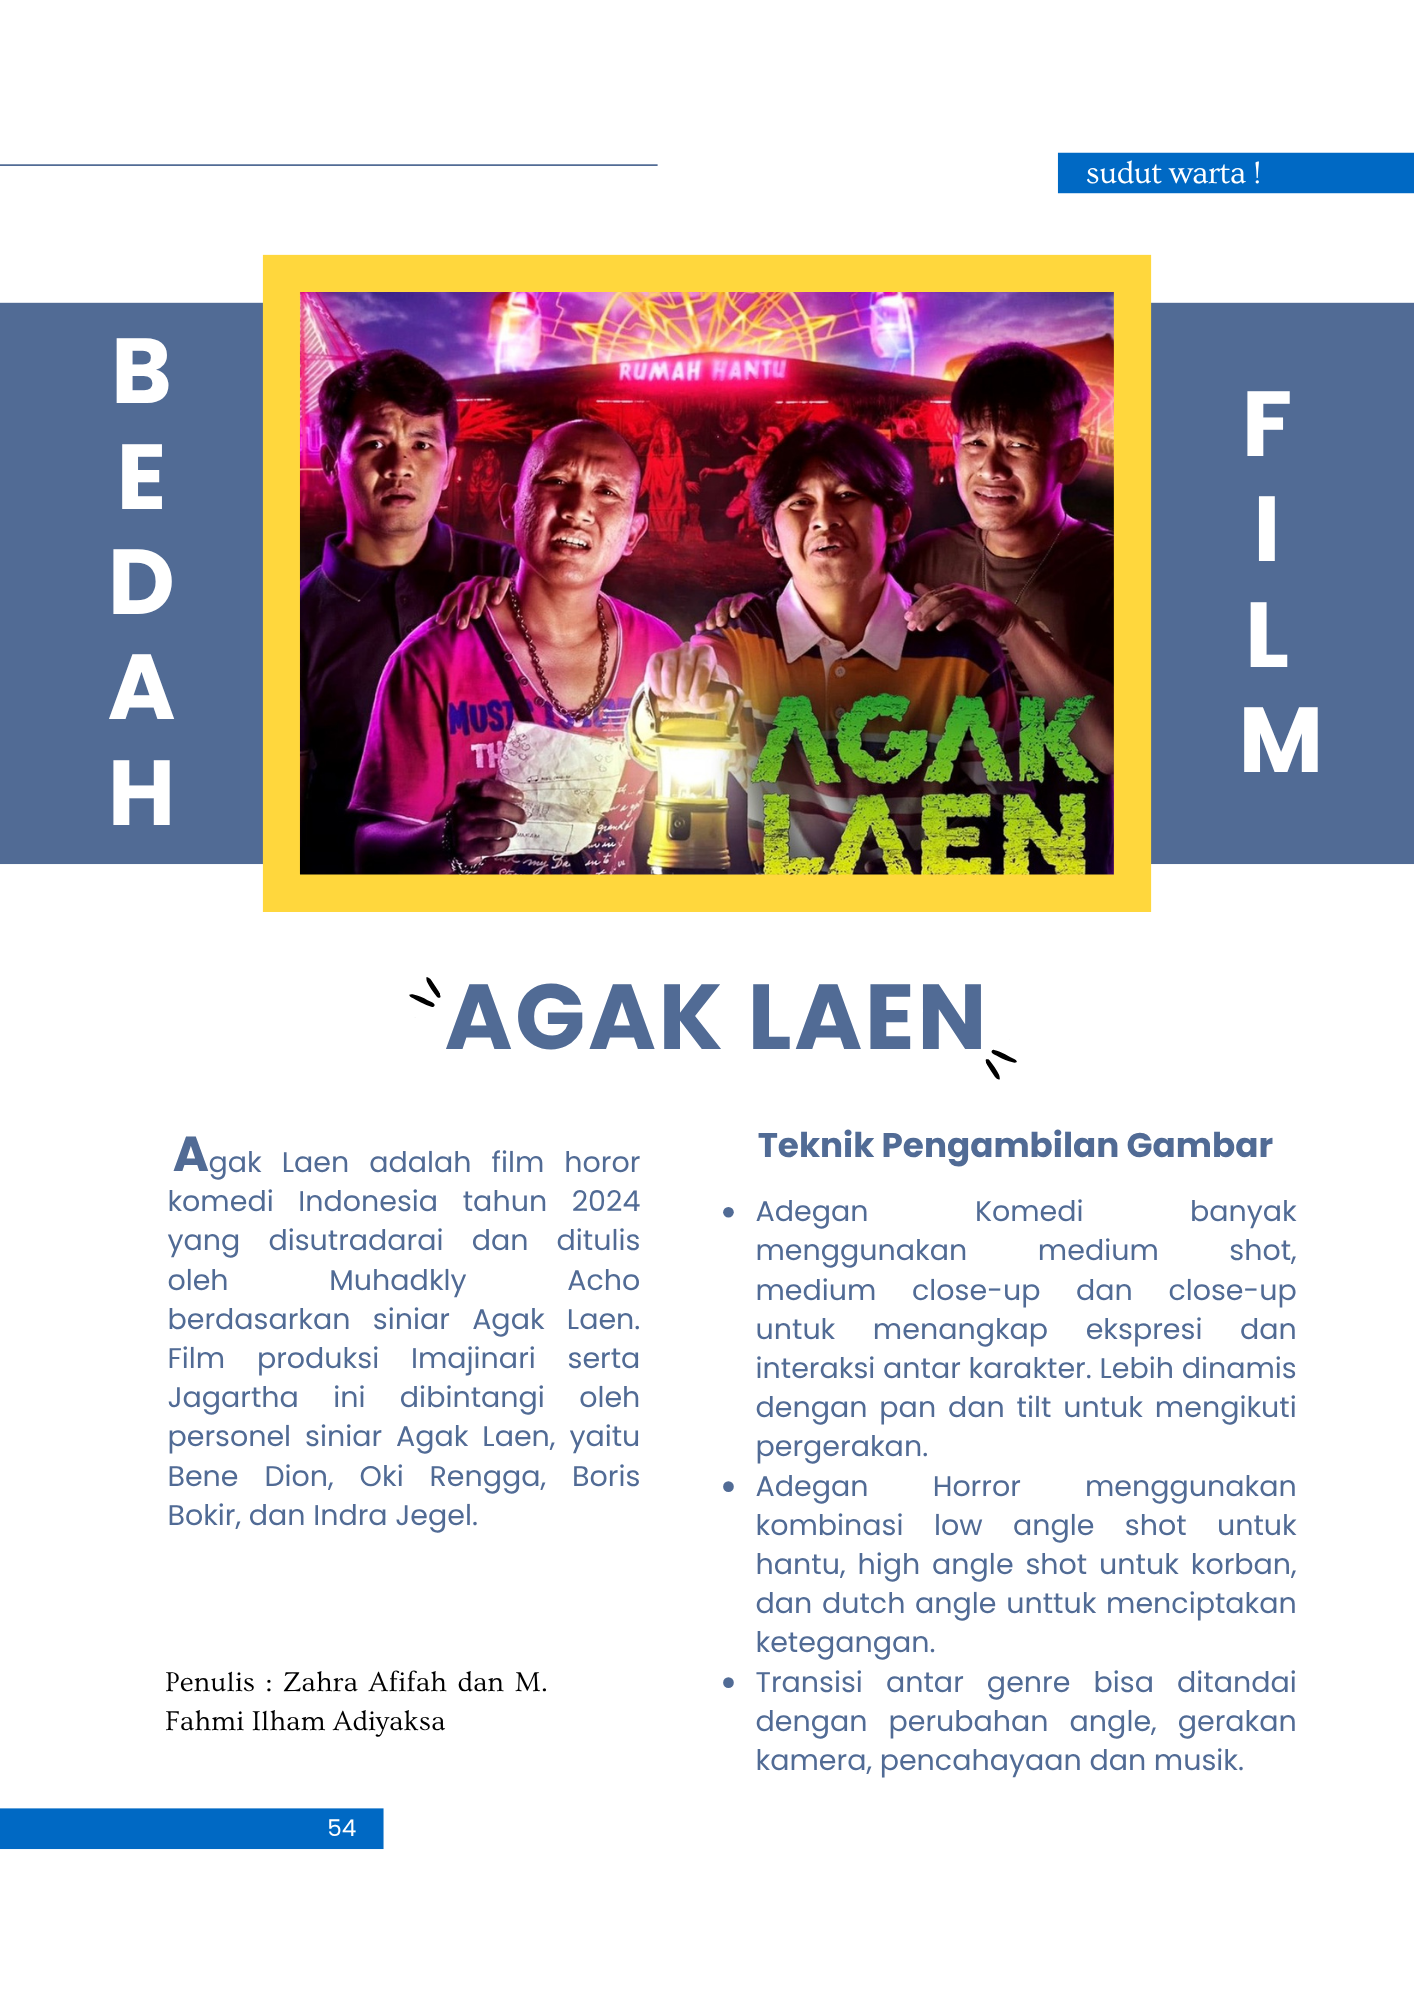 sudut warta !
BEDAH
FILM
RUMAH HANTU
AGAK
LAEN
AGAK LAEN
Agak Laen adalah film horor
komedi Indonesia tahun 2024
yang disutradarai dan ditulis
oleh Muhadkly Acho
berdasarkan siniar Agak Laen.
Film produksi Imajinari serta
Jagartha ini dibintangi oleh
personel siniar Agak Laen, yaitu
Bene Dion, Oki Rengga, Boris
Bokir, dan Indra Jegel.
Penulis : Zahra Afifah dan M.
Fahmi Ilham Adiyaksa
Teknik Pengambilan Gambar
• Adegan Komedi banyak
menggunakan medium shot,
medium close-up dan close-up
untuk menangkap ekspresi dan
interaksi antar karakter. Lebih dinamis
dengan pan dan tilt untuk mengikuti
pergerakan.
• Adegan Horror menggunakan
kombinasi low angle shot untuk
hantu, high angle shot untuk korban,
dan dutch angle unttuk menciptakan
ketegangan.
• Transisi antar genre bisa ditandai
dengan perubahan angle, gerakan
kamera, pencahayaan dan musik.
54